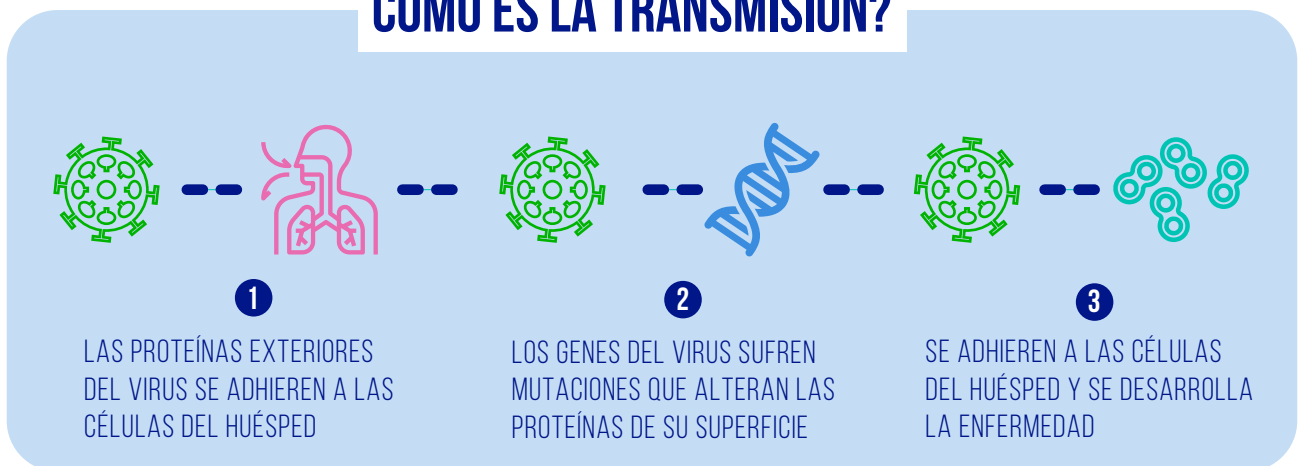 CÓMO ES LA TRANSMISIÓN?
1
LAS PROTEÍNAS EXTERIORES
DEL VIRUS SE ADHIEREN A LAS
CÉLULAS DEL HUÉSPED
2
LOS GENES DEL VIRUS SUFREN
MUTACIONES QUE ALTERAN LAS
PROTEÍNAS DE SU SUPERFICIE
3
SE ADHIEREN A LAS CÉLULAS
DEL HUÉSPED Y SE DESARROLLA
LA ENFERMEDAD